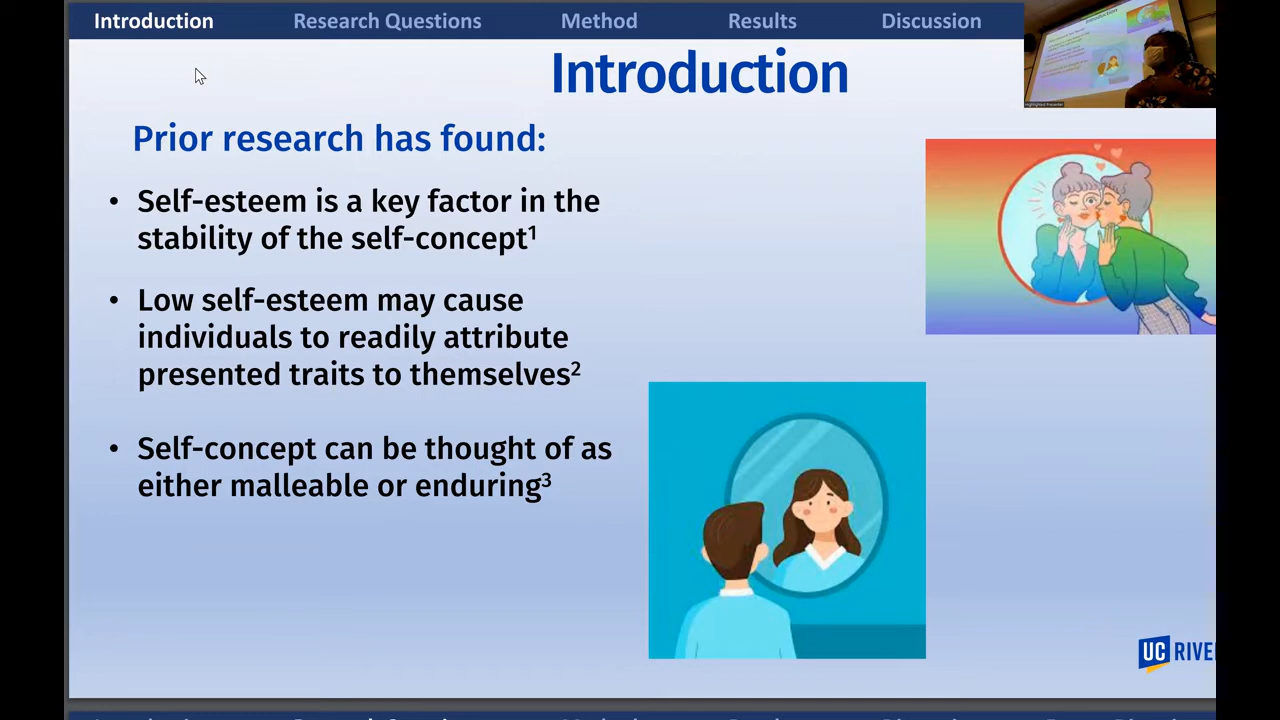 Introduction
Research Questions
Method
Results
Discussion
Introduction
Prior research has found:
• Self-esteem is a key factor in the
stability of the self-concept¹
• Low self-esteem may cause
individuals to readily attribute
presented traits to themselves²
• Self-concept can be thought of as
either malleable or enduring³
UC